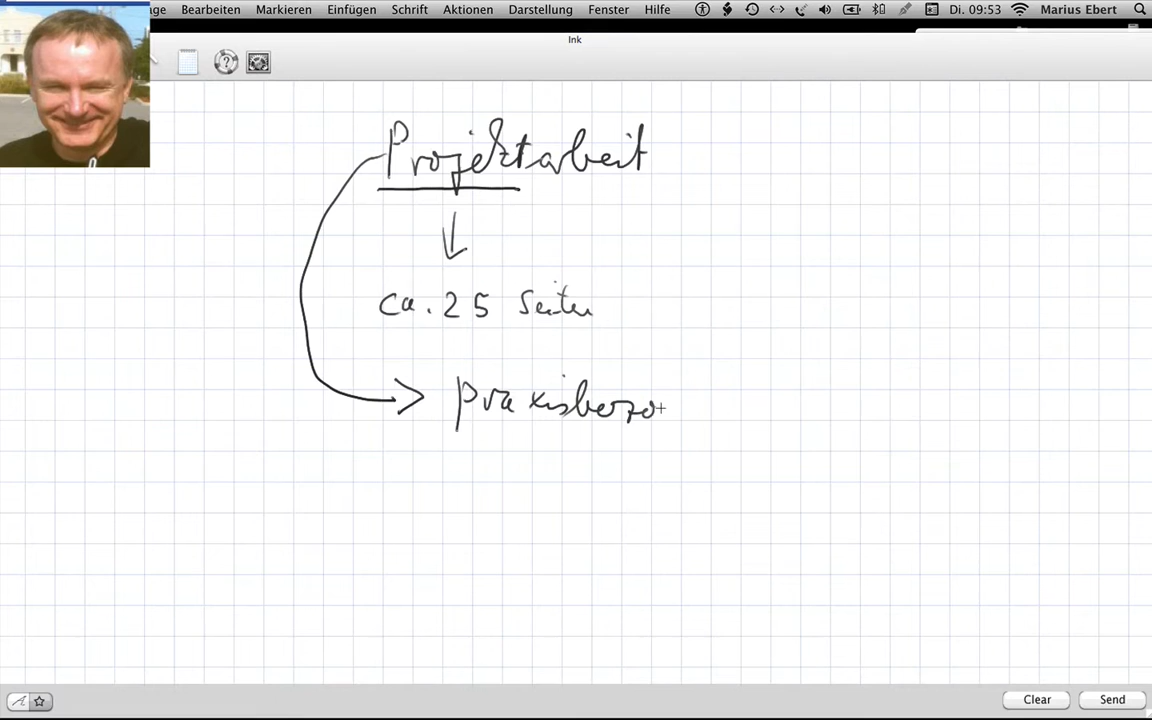 ge Bearbeiten Markieren Einfügen Schrift Aktionen Darstellung Fenster Hilfe Di. 09:53 Marius Ebert
Ink
Projektarbeit
ca. 25 Seiten
praxisbezo
Clear Send